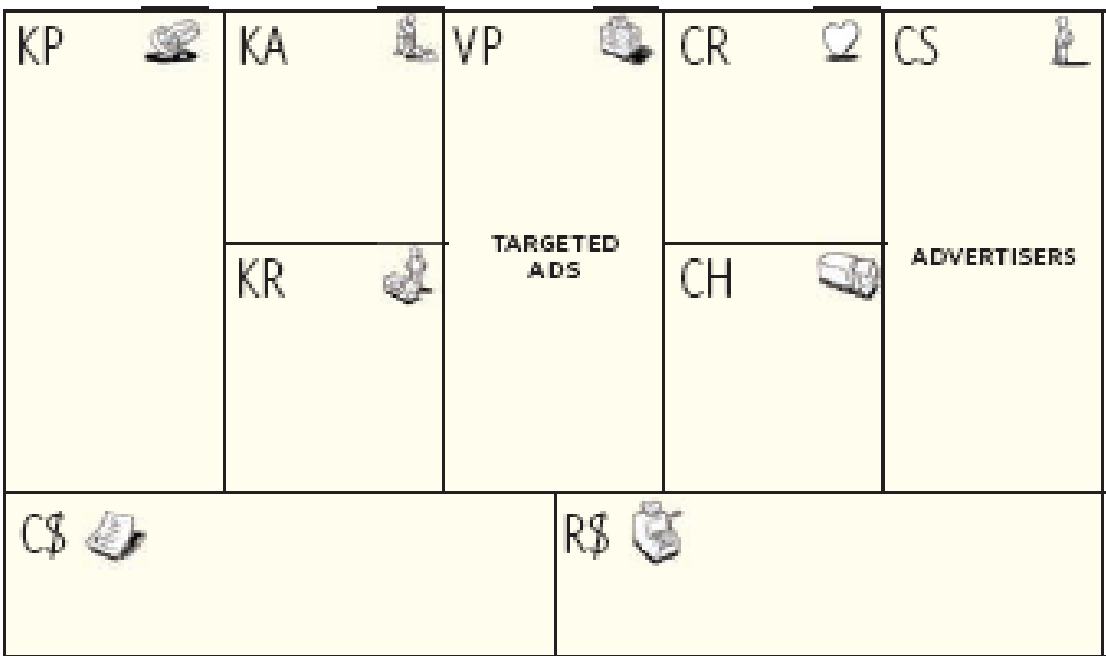 KP
KA
VP
CR
CS
TARGETED
ADS
ADVERTISERS
KR
CH
C$
R$